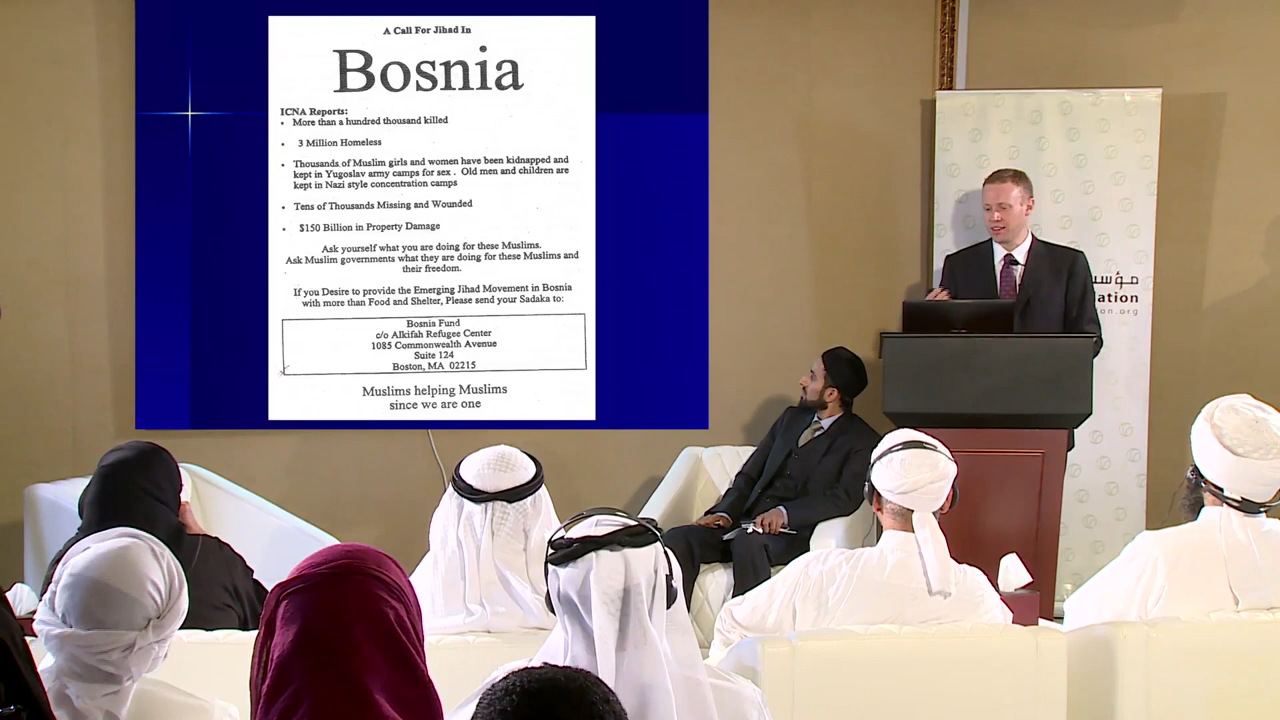 A Call For Jihad In
Bosnia
ICNA Reports:
• More than a hundred thousand killed
• 3 Million Homeless
• Thousands of Muslim girls and women have been kidnapped and
kept in Yugoslav army camps for sex . Old men and children are
kept in Nazi style concentration camps
• Tens of Thousands Missing and Wounded
• $150 Billion in Property Damage
Ask yourself what you are doing for these Muslims.
Ask Muslim governments what they are doing for these Muslims and
their freedom.
If you Desire to provide the Emerging Jihad Movement in Bosnia
with more than Food and Shelter, Please send your Sadaka to:
Bosnia Fund
c/o Alkifah Refugee Center
1085 Commonwealth Avenue
Suite 124
Boston, MA 02215
Muslims helping Muslims
since we are one
مؤسس
lation
on.org